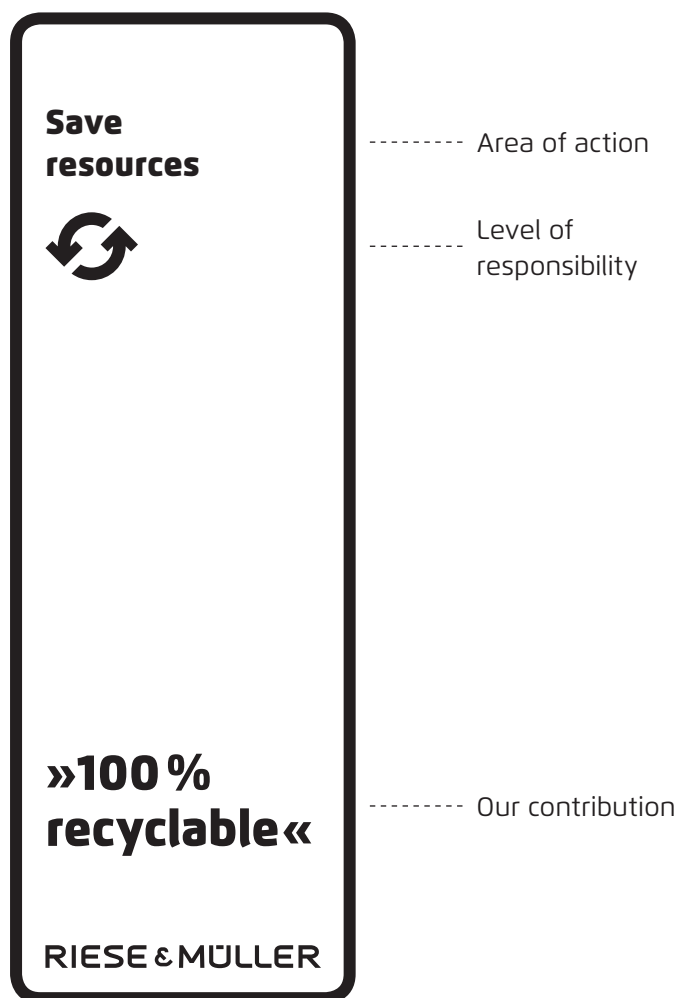 Save
resources
Area of action
Level of
responsibility
»100 %
recyclable«
Our contribution
RIESE & MÜLLER